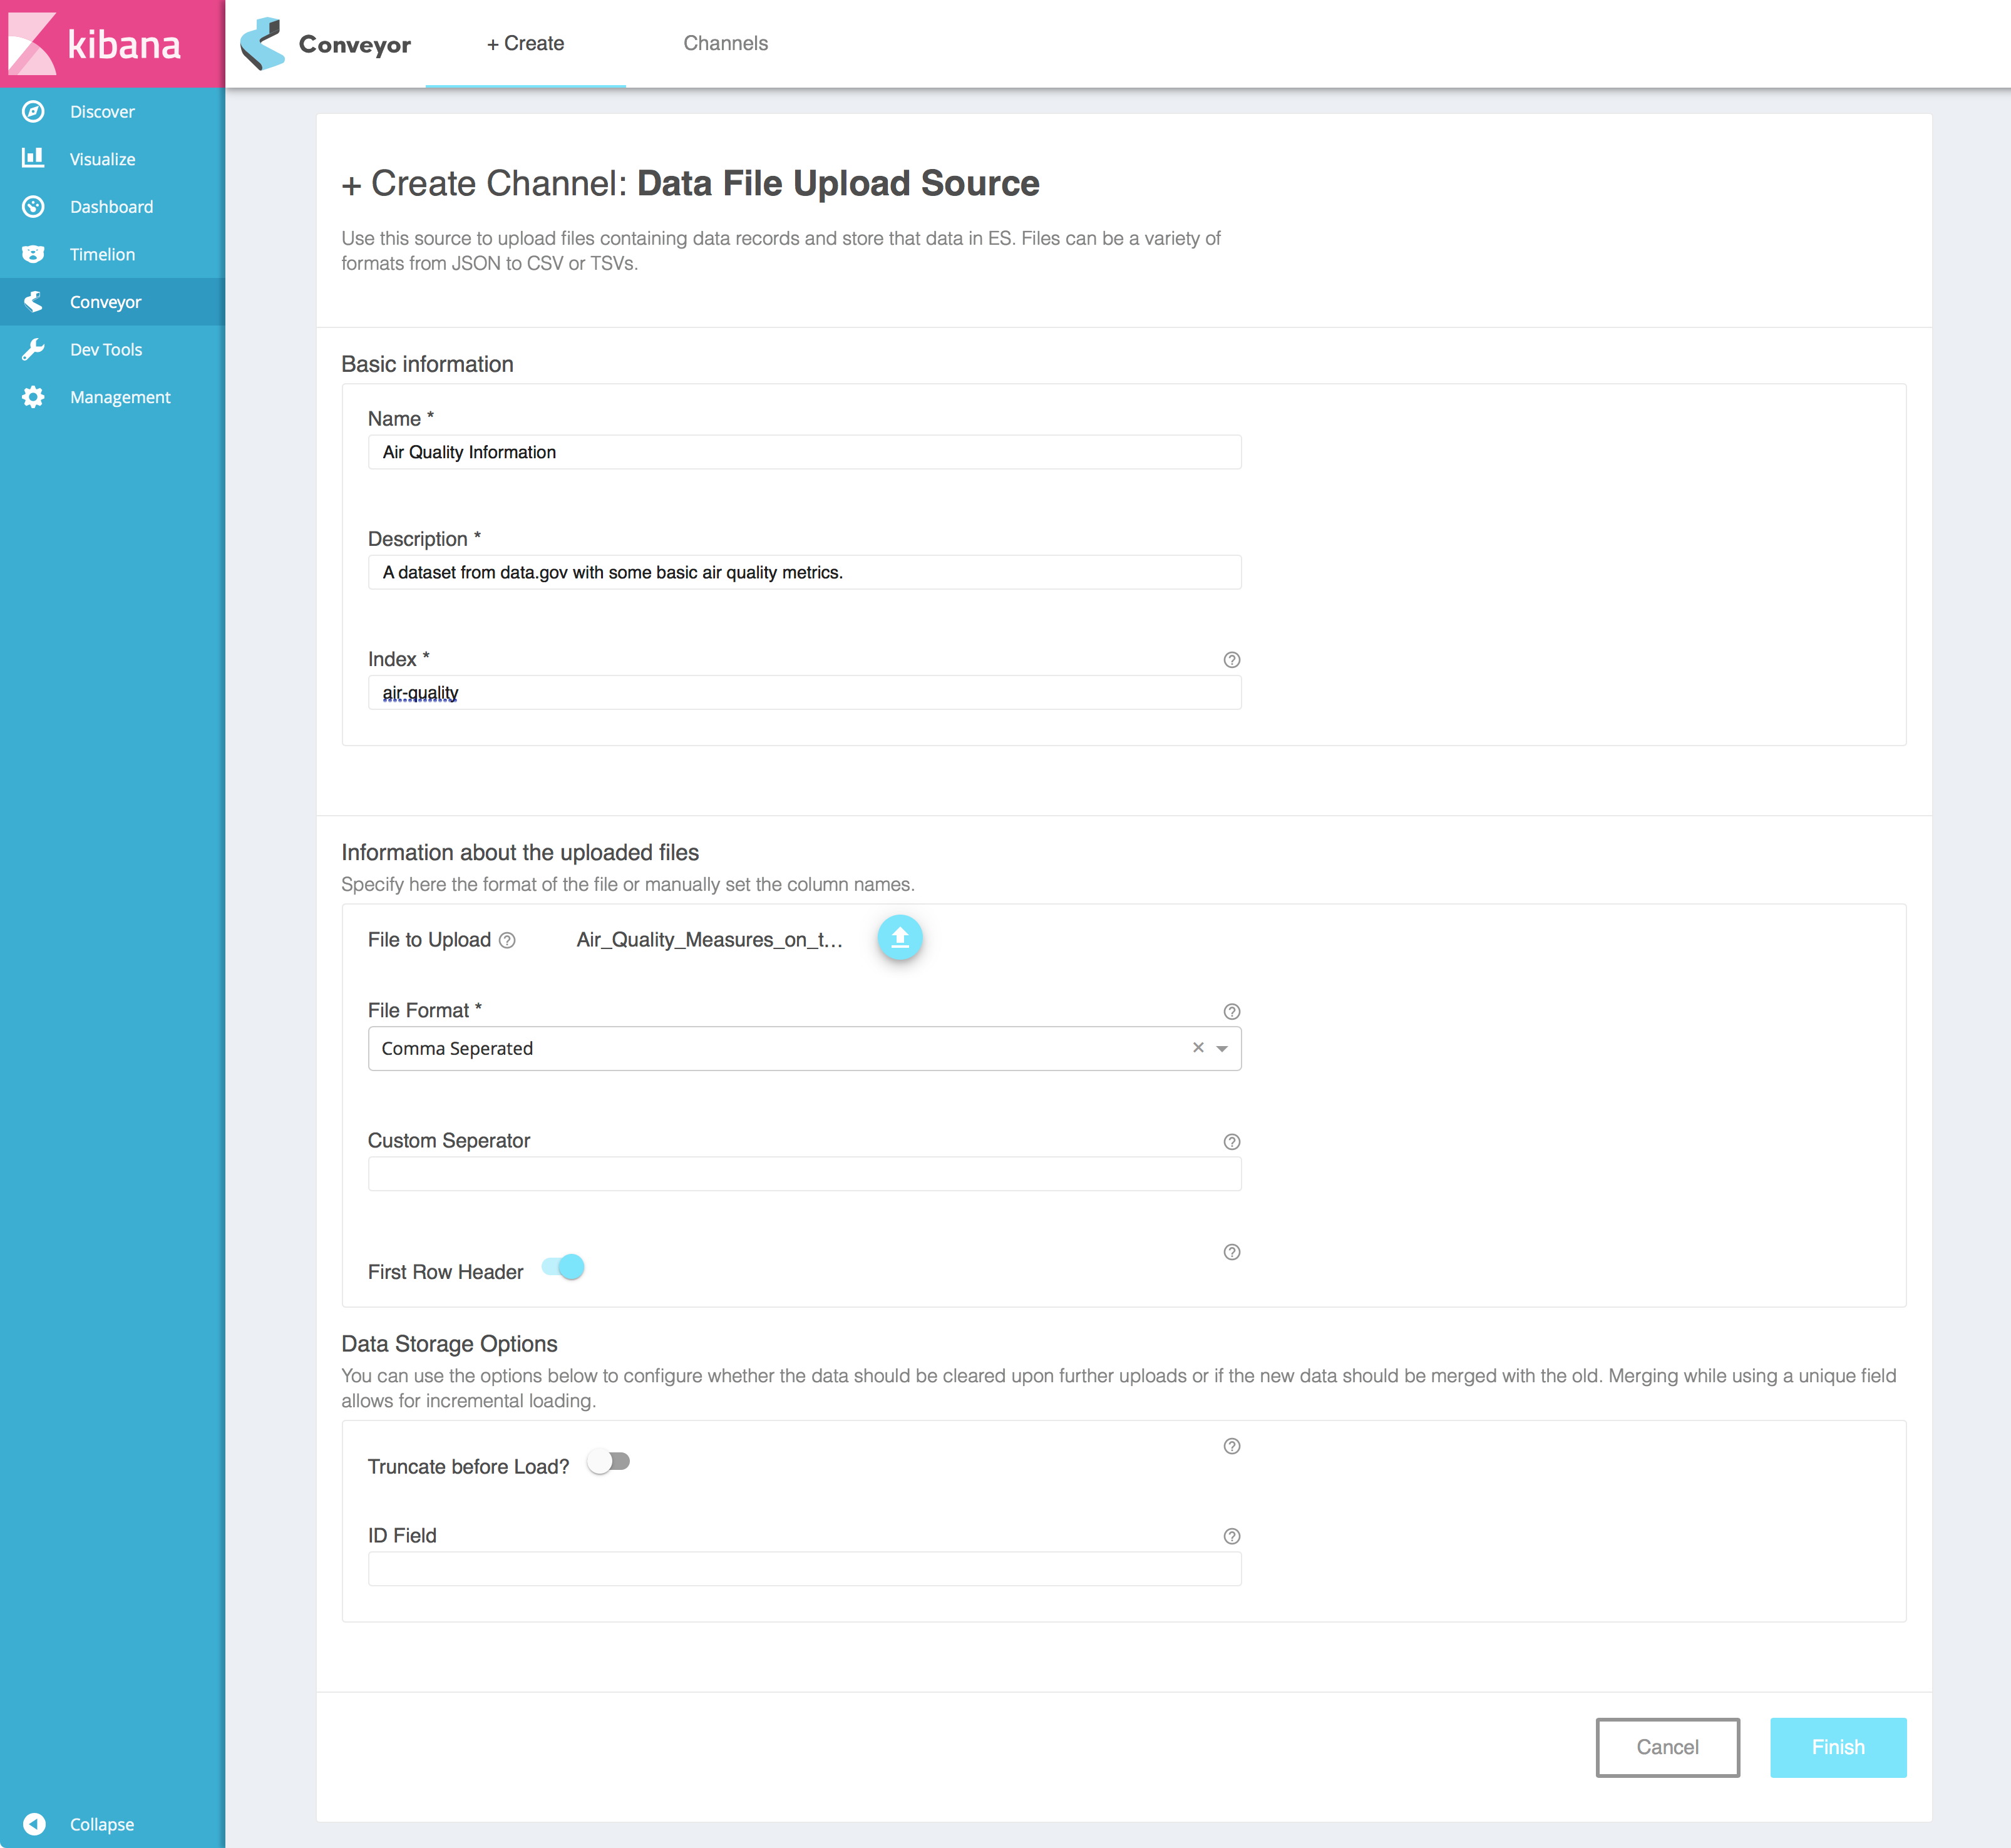 kibana
Conveyor
+ Create
Channels
Discover
Visualize
Dashboard
Timelion
Conveyor
Dev Tools
Management
Collapse
+ Create Channel: Data File Upload Source
Use this source to upload files containing data records and store that data in ES. Files can be a variety of
formats from JSON to CSV or TSVs.
Basic information
Name *
Air Quality Information
Description *
A dataset from data.gov with some basic air quality metrics.
Index *
air-quality
Information about the uploaded files
Specify here the format of the file or manually set the column names.
File to Upload
Air_Quality_Measures_on_t...
File Format *
Comma Seperated
Custom Seperator
First Row Header
Data Storage Options
You can use the options below to configure whether the data should be cleared upon further uploads or if the new data should be merged with the old. Merging while using a unique field
allows for incremental loading.
Truncate before Load?
ID Field
Cancel
Finish